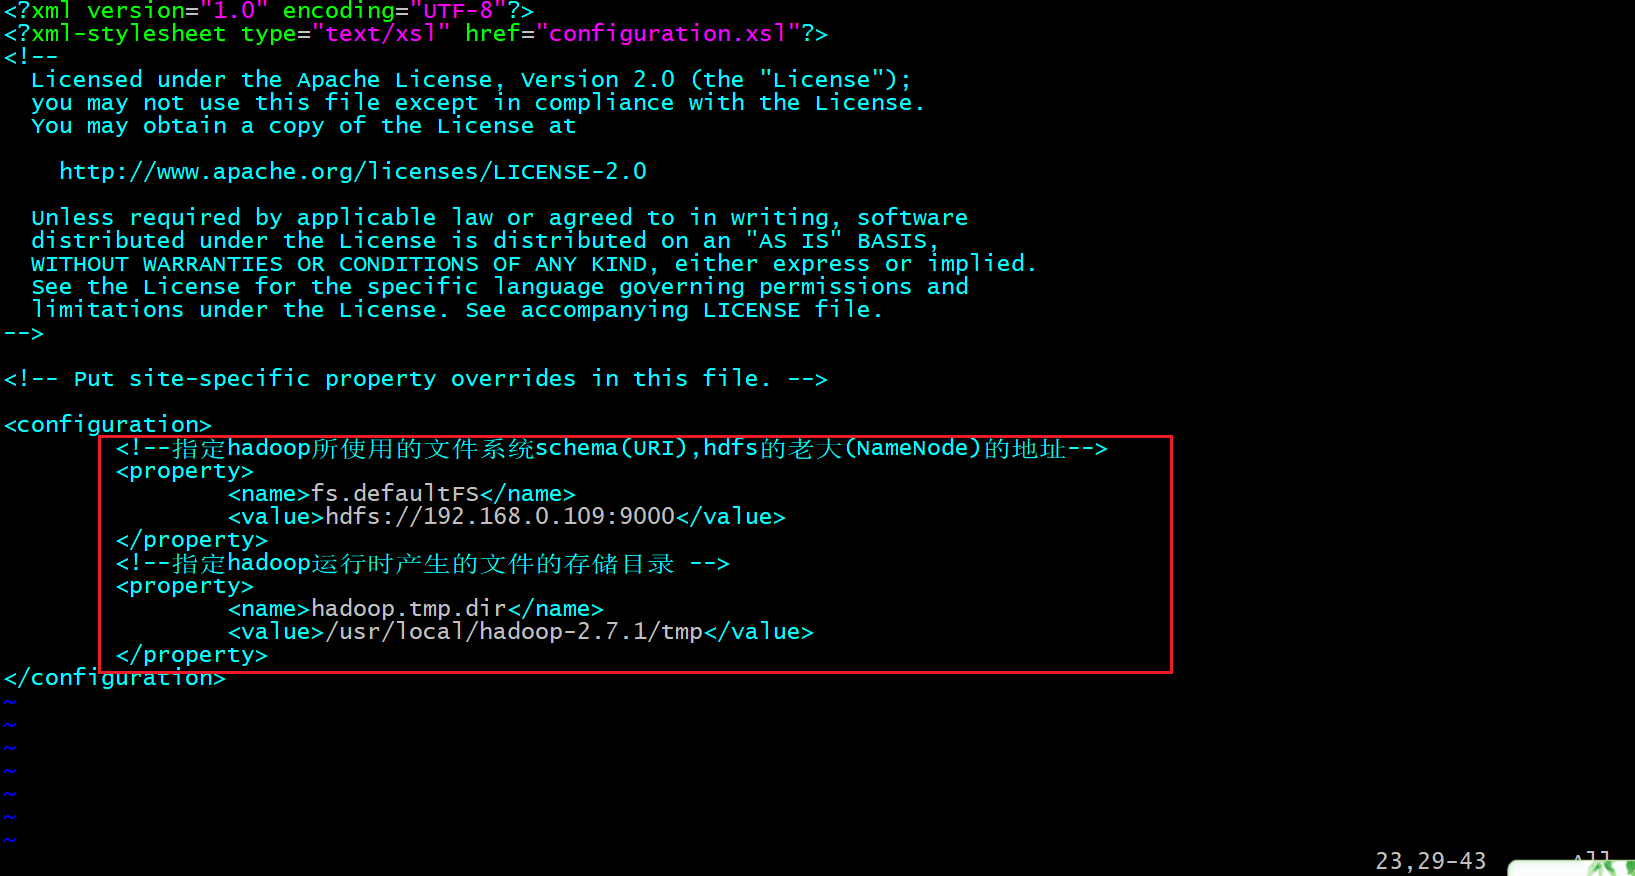 <?xml version="1.0" encoding="UTF-8"?>
<?xml-stylesheet type="text/xsl" href="configuration.xsl"?>
<!--
  Licensed under the Apache License, Version 2.0 (the "License");
  you may not use this file except in compliance with the License.
  You may obtain a copy of the License at

    http://www.apache.org/licenses/LICENSE-2.0

  Unless required by applicable law or agreed to in writing, software
  distributed under the License is distributed on an "AS IS" BASIS,
  WITHOUT WARRANTIES OR CONDITIONS OF ANY KIND, either express or implied.
  See the License for the specific language governing permissions and
  limitations under the License. See accompanying LICENSE file.
-->

<!-- Put site-specific property overrides in this file. -->

<configuration>
        <!--指定hadoop所使用的文件系统schema(URI),hdfs的老大(NameNode)的地址-->
        <property>
                <name>fs.defaultFS</name>
                <value>hdfs://192.168.0.109:9000</value>
        </property>
        <!--指定hadoop运行时产生的文件的存储目录 -->
        <property>
                <name>hadoop.tmp.dir</name>
                <value>/usr/local/hadoop-2.7.1/tmp</value>
        </property>
</configuration>
~
~
~
~
~
~
~
23,29-43 All